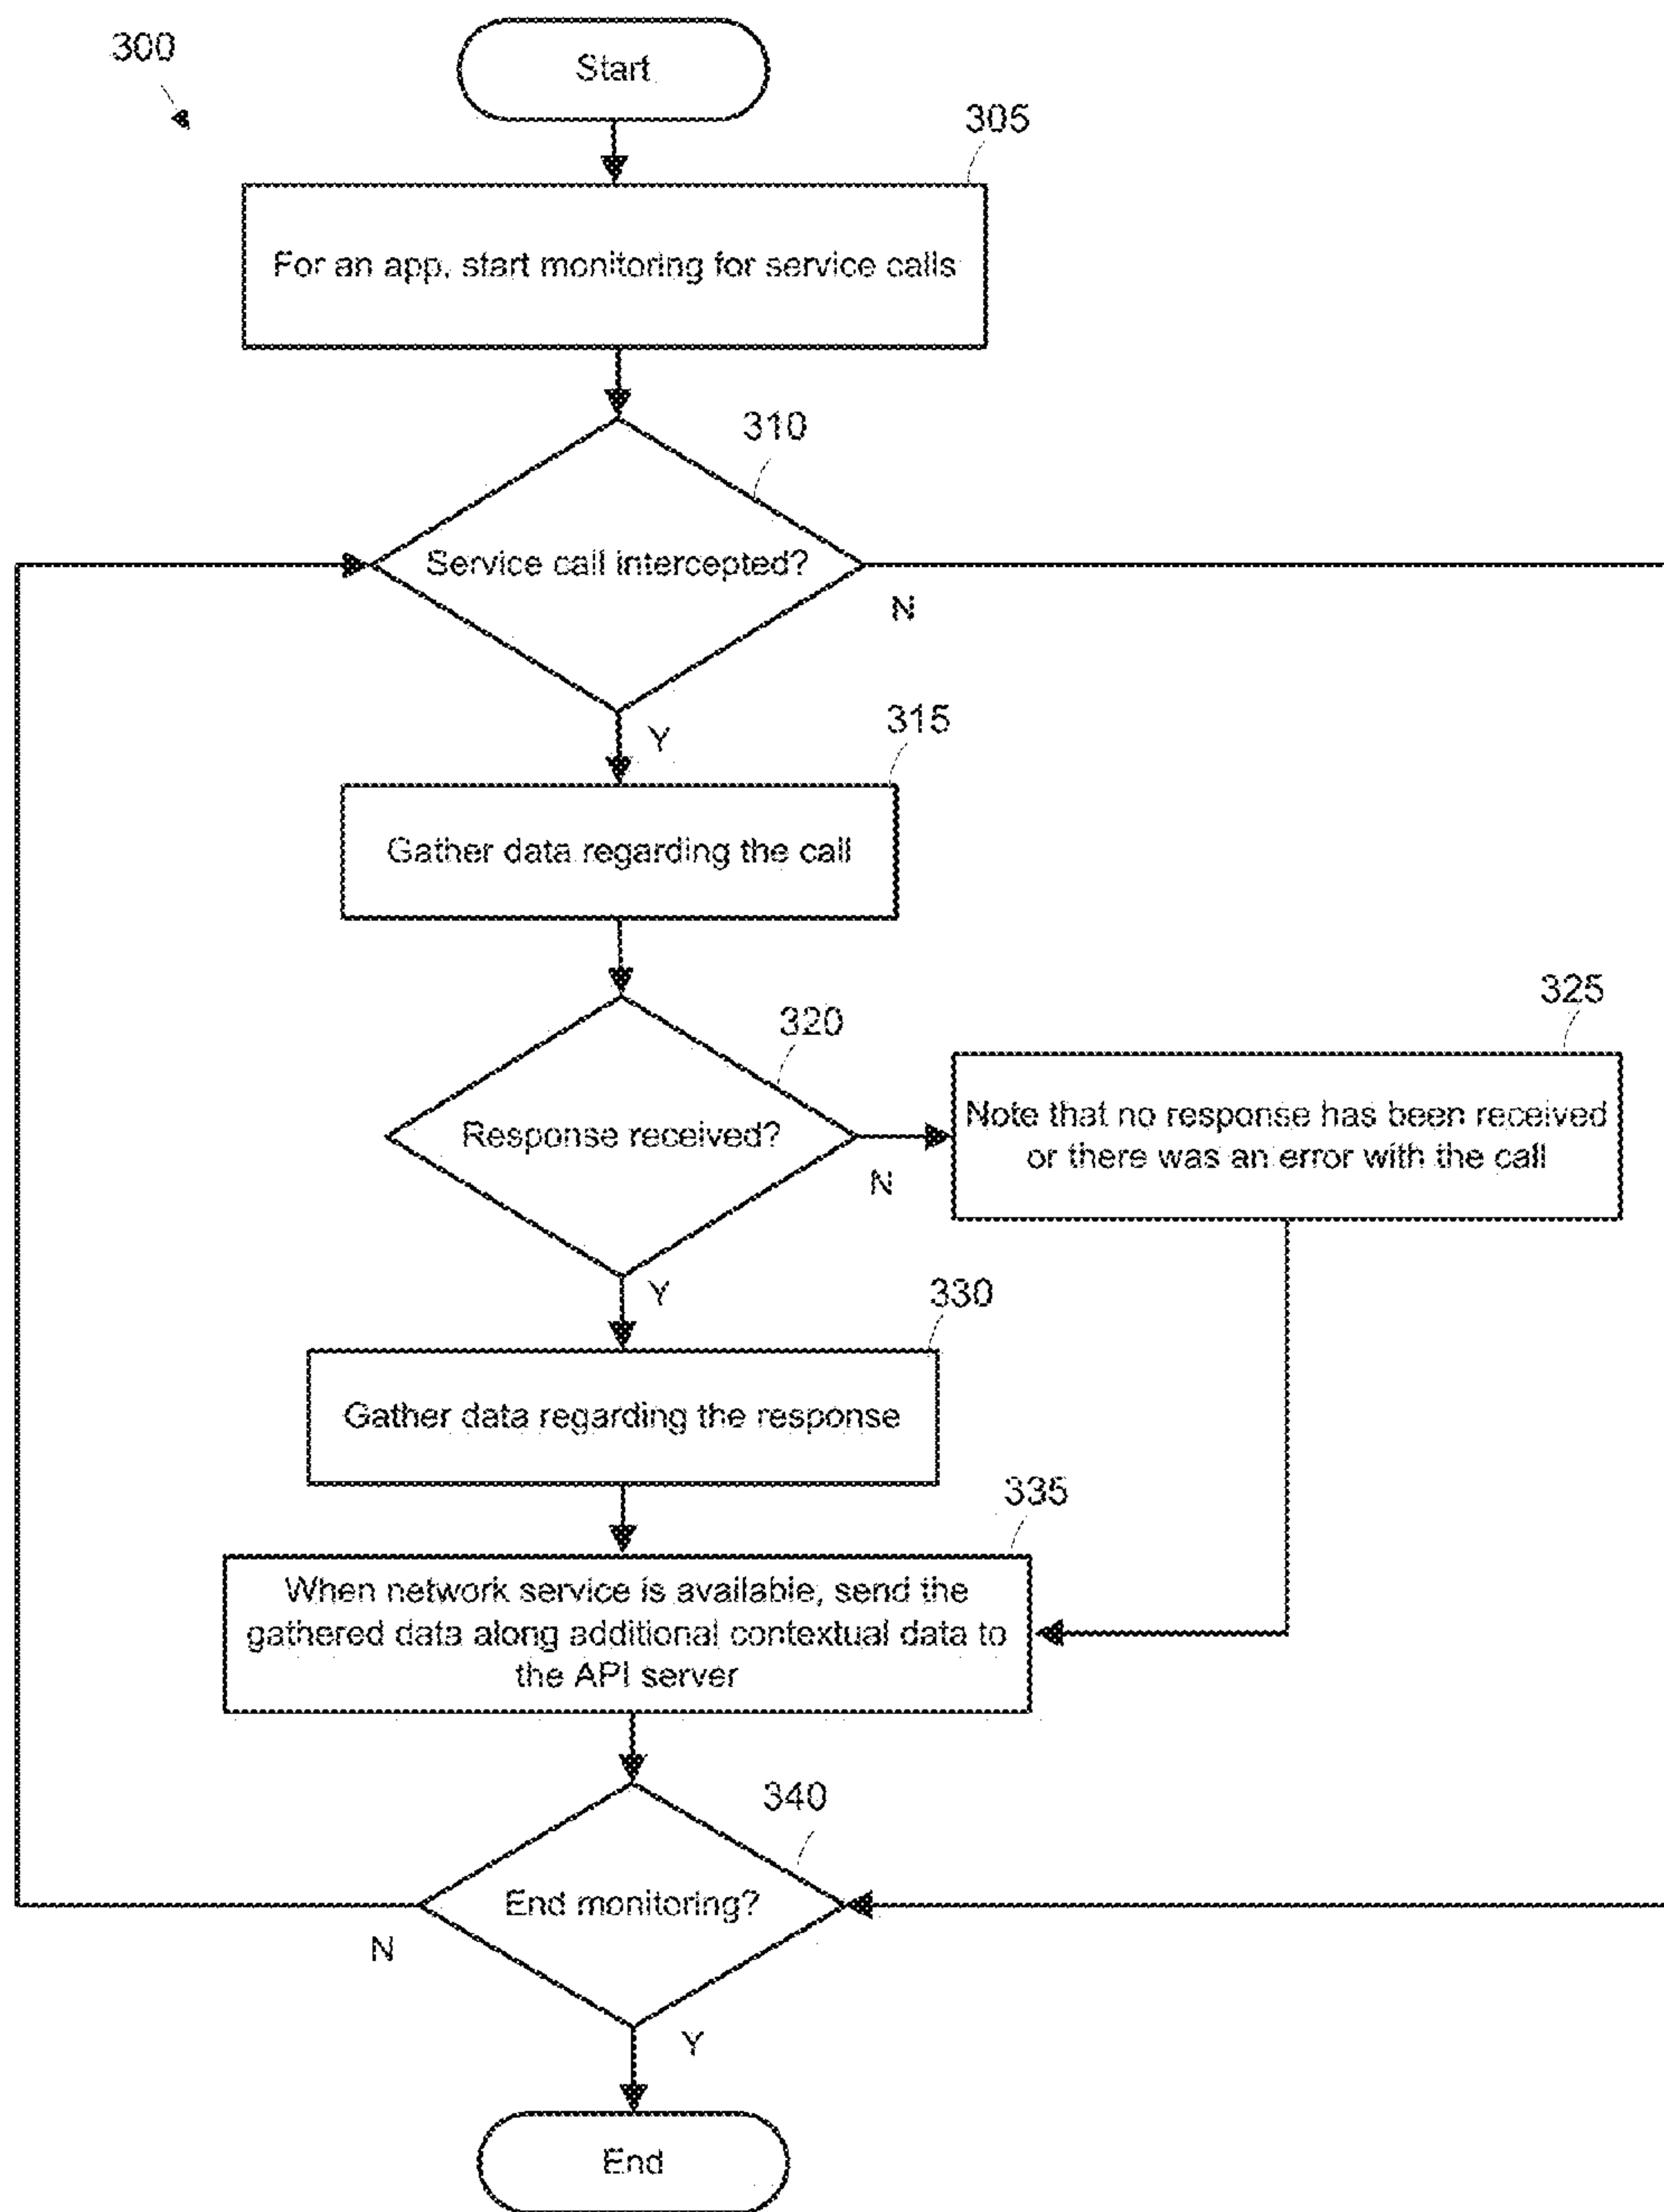 300
Start
305
For an app, start monitoring for service calls
310
Service call intercepted?
N
Y
315
Gather data regarding the call
320
325
Response received?
N
Note that no response has been received
or there was an error with the call
Y
330
Gather data regarding the response
335
When network service is available, send the
gathered data along additional contextual data to
the API server
340
End monitoring?
N
Y
End